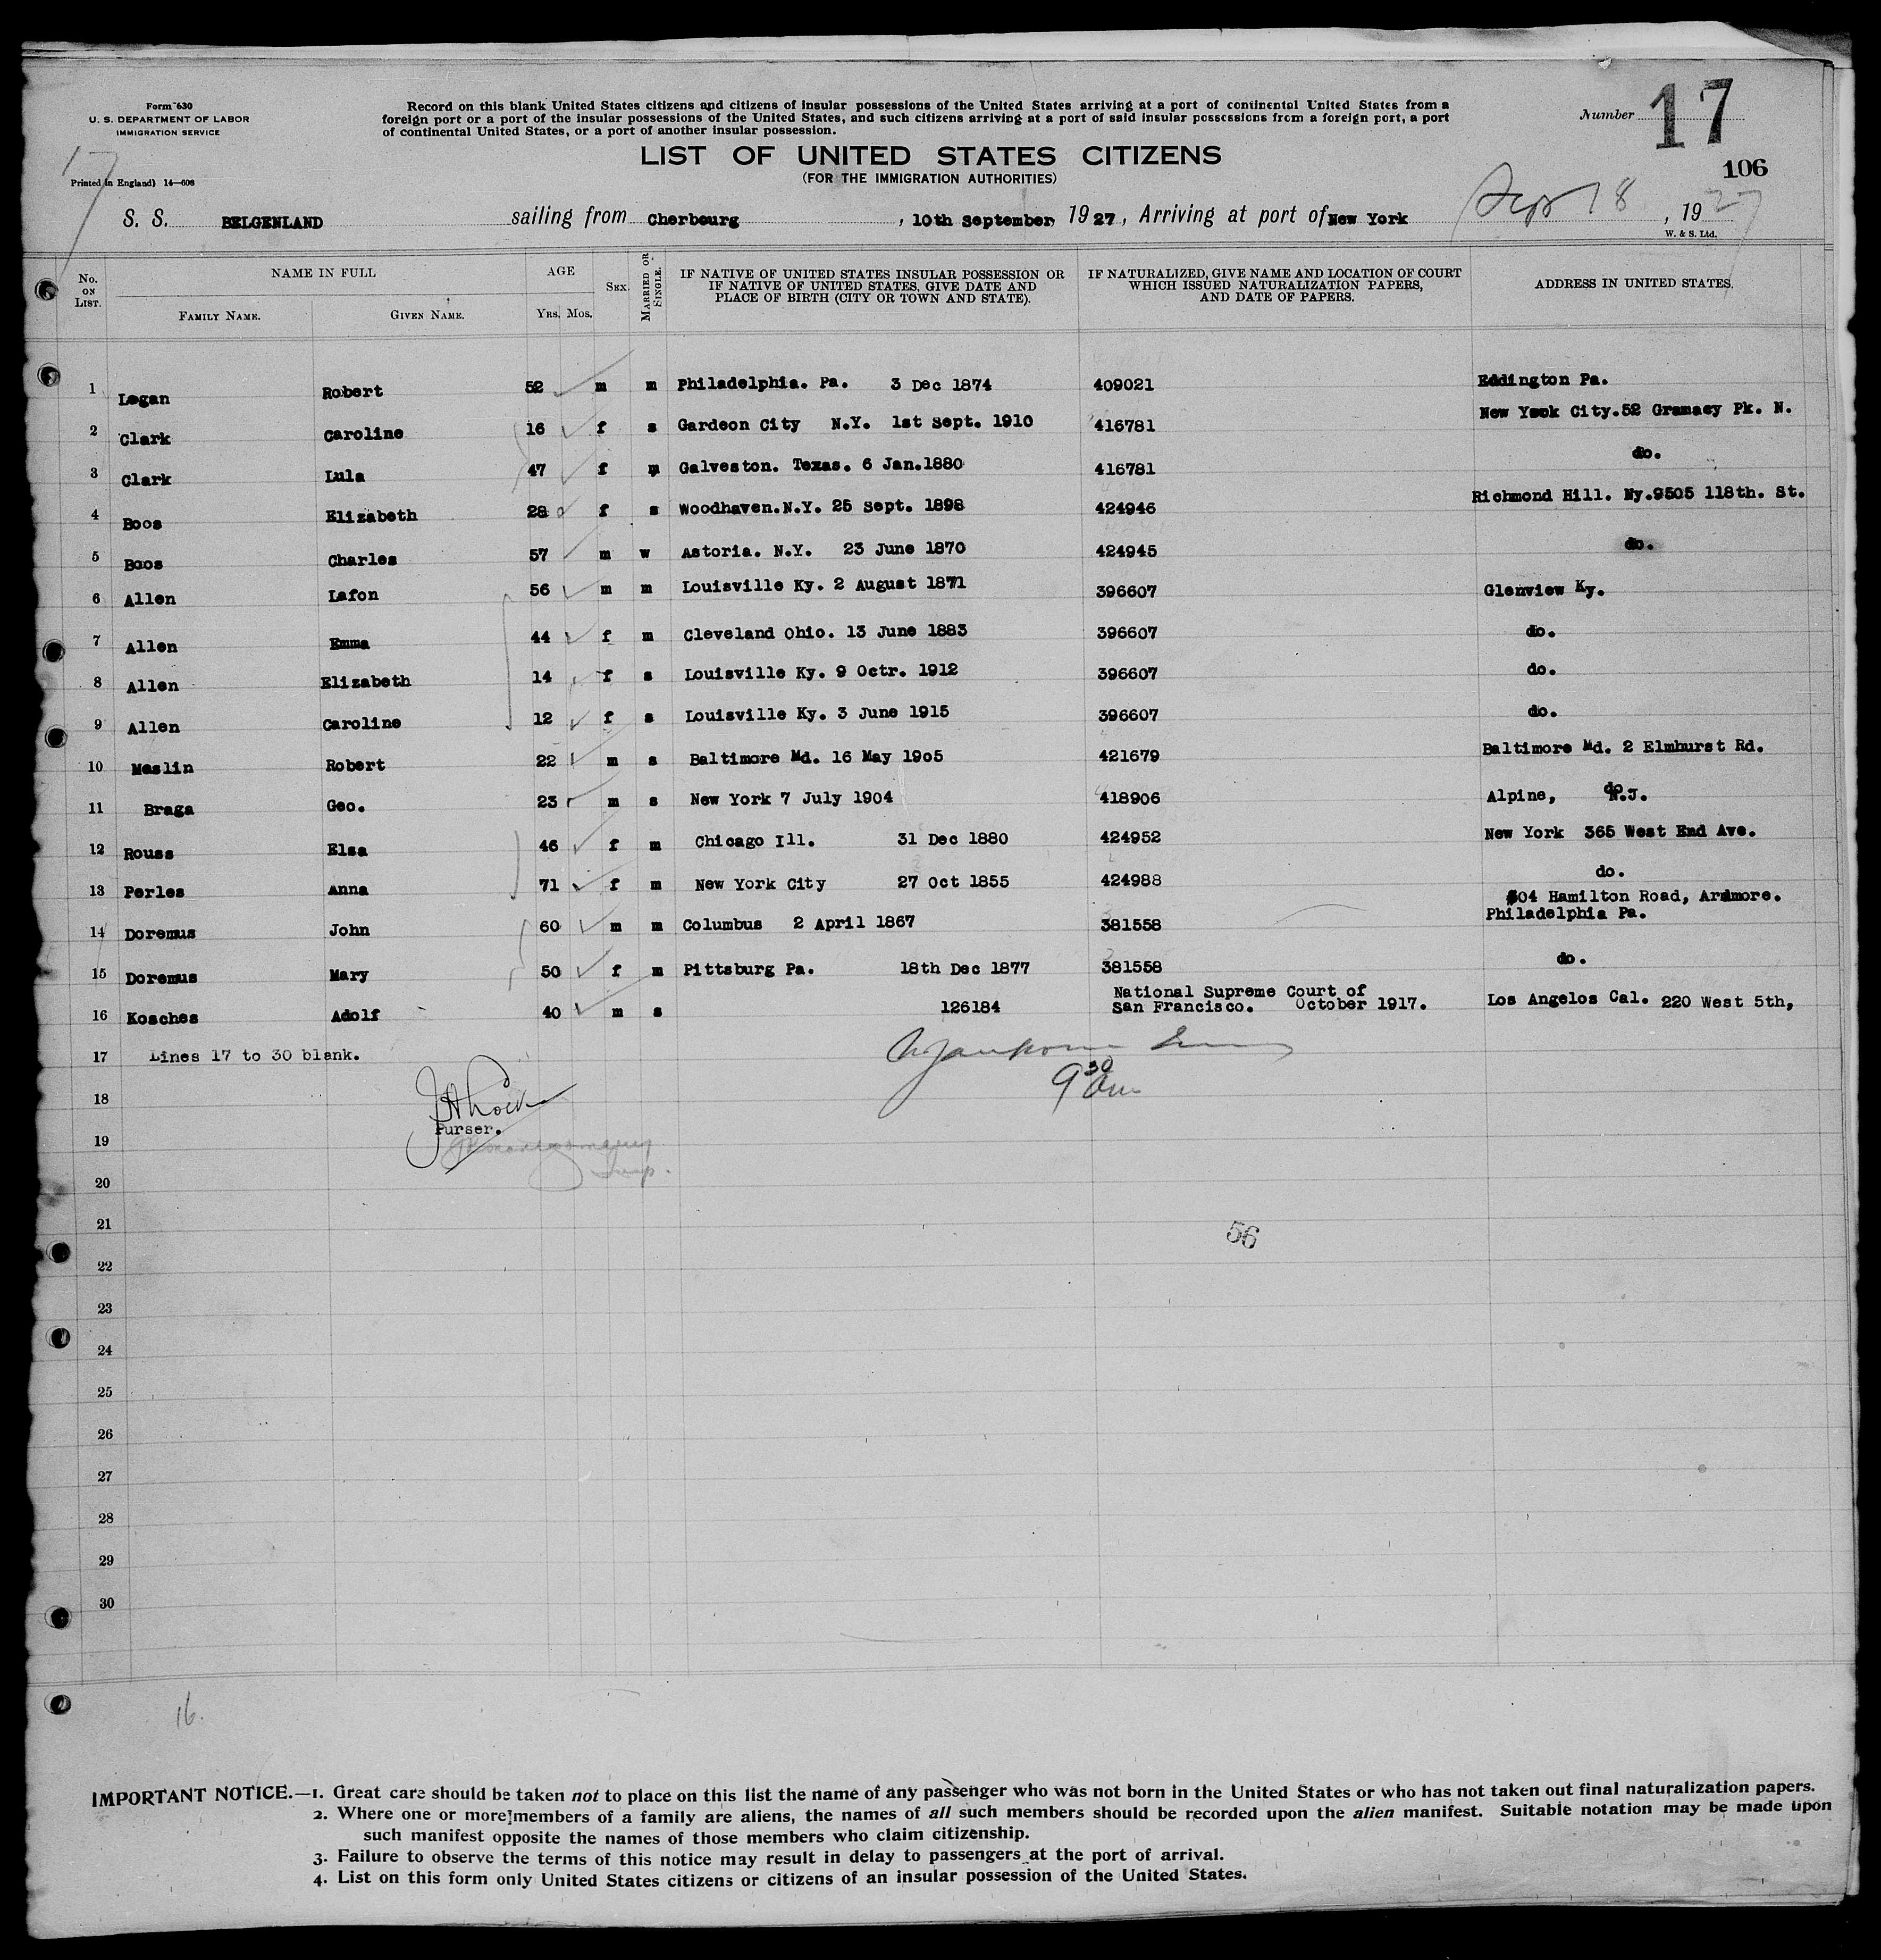 Form 630
U. S. DEPARTMENT OF LABOR
IMMIGRATION SERVICE
Printed in England) 14—608
17
Record on this blank United States citizens and citizens of insular possessions of the United States arriving at a port of continental United States from a
foreign port or a port of the insular possessions of the United States, and such citizens arriving at a port of said insular possessions from a foreign port, a port
of continental United States, or a port of another insular possession.
Number 17
106
LIST OF UNITED STATES CITIZENS
(FOR THE IMMIGRATION AUTHORITIES)
S. S. BELGENLAND sailing from Cherbourg , 10th September, 1927, Arriving at port of New York Sep 18, 1927
W. & S. Ltd.
No. ON LIST. NAME IN FULL FAMILY NAME. GIVEN NAME. AGE YRS. MOS. SEX. MARRIED OR SINGLE. IF NATIVE OF UNITED STATES INSULAR POSSESSION OR IF NATIVE OF UNITED STATES, GIVE DATE AND PLACE OF BIRTH (CITY OR TOWN AND STATE). IF NATURALIZED, GIVE NAME AND LOCATION OF COURT WHICH ISSUED NATURALIZATION PAPERS, AND DATE OF PAPERS. ADDRESS IN UNITED STATES.
1 Logan Robert 52 m m Philadelphia. Pa. 3 Dec 1874 409021 Eddington Pa.
2 Clark Caroline 16 f s Gardeon City N.Y. 1st Sept. 1910 416781 New Yook City.52 Gramacy Pk. N.
3 Clark Lula 47 f m Galveston. Texas. 6 Jan.1880 416781 do.
4 Boos Elizabeth 28 f s Woodhaven.N.Y. 25 Sept. 1898 424946 Richmond Hill. Ny.9505 118th. St.
5 Boos Charles 57 m w Astoria. N.Y. 23 June 1870 424945 do.
6 Allen Lafon 56 m m Louisville Ky. 2 August 1871 396607 Glenview Ky.
7 Allen Emma 44 f m Cleveland Ohio. 13 June 1883 396607 do.
8 Allen Elizabeth 14 f s Louisville Ky. 9 Octr. 1912 396607 do.
9 Allen Caroline 12 f s Louisville Ky. 3 June 1915 396607 do.
10 Maslin Robert 22 m s Baltimore Md. 16 May 1905 421679 Baltimore Md. 2 Elmhurst Rd.
11 Braga Geo. 23 m s New York 7 July 1904 418906 Alpine, N.J.
12 Rouss Elsa 46 f m Chicago Ill. 31 Dec 1880 424952 New York 365 West End Ave.
13 Perles Anna 71 f m New York City 27 Oct 1855 424988 do.
14 Doremus John 60 m m Columbus 2 April 1867 381558 404 Hamilton Road, Ardmore. Philadelphia Pa.
15 Doremus Mary 50 f m Pittsburg Pa. 18th Dec 1877 381558 do.
16 Kosches Adolf 40 m s 126184 National Supreme Court of San Francisco. October 1917. Los Angelos Cal. 220 West 5th,
17 Lines 17 to 30 blank.
9 30 am
18
Purser.
19
20
21
56
22
23
24
25
26
27
28
29
30
16.
IMPORTANT NOTICE.—1. Great care should be taken not to place on this list the name of any passenger who was not born in the United States or who has not taken out final naturalization papers.
2. Where one or more members of a family are aliens, the names of all such members should be recorded upon the alien manifest. Suitable notation may be made upon
such manifest opposite the names of those members who claim citizenship.
3. Failure to observe the terms of this notice may result in delay to passengers at the port of arrival.
4. List on this form only United States citizens or citizens of an insular possession of the United States.